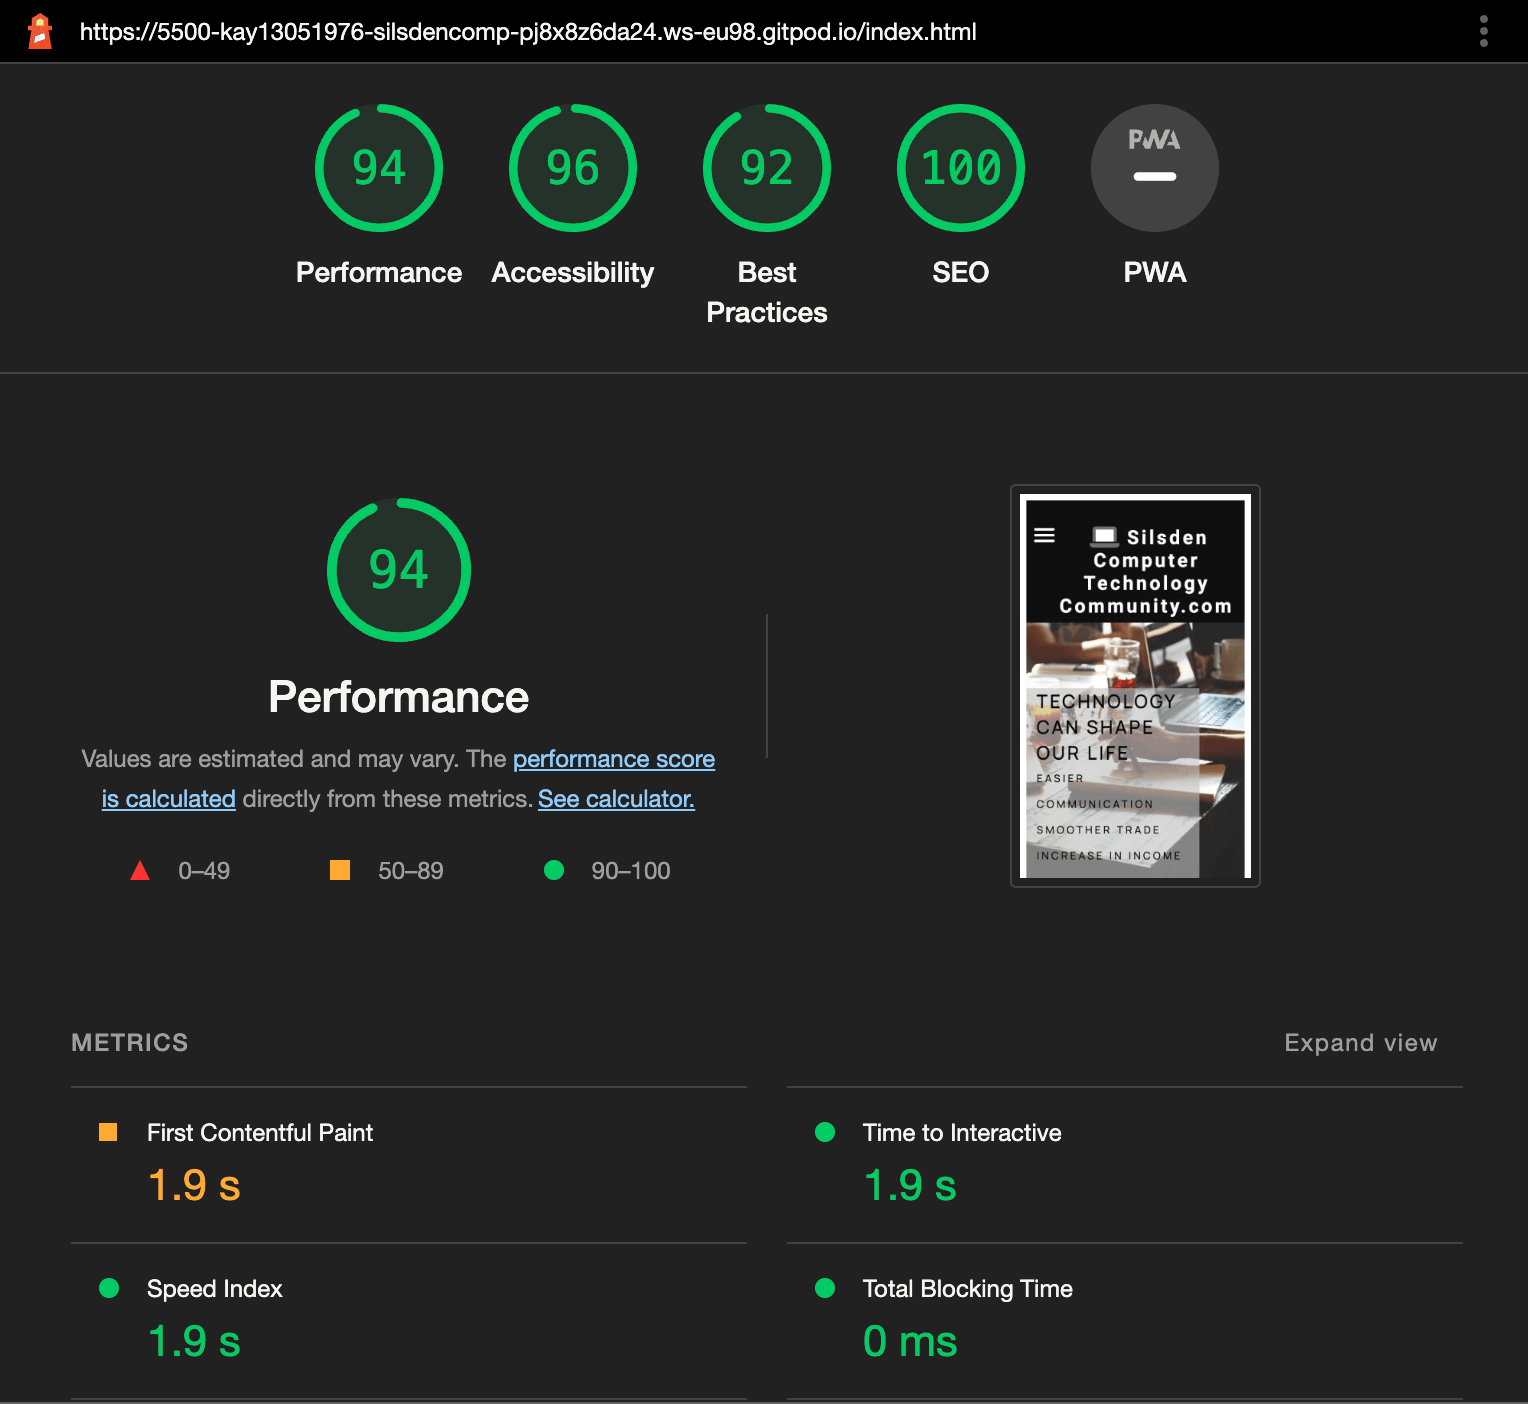 https://5500-kay13051976-silsdencomp-pj8x8z6da24.ws-eu98.gitpod.io/index.html
94
96
92
100
PWA
Performance
Accessibility
Best
Practices
SEO
PWA
94
Performance
Values are estimated and may vary. The performance score
is calculated directly from these metrics. See calculator.
0–49
50–89
90–100
Silsden
Computer
Technology
Community.com
TECHNOLOGY
CAN SHAPE
OUR LIFE
EASIER
COMMUNICATION
SMOOTHER TRADE
INCREASE IN INCOME
METRICS
Expand view
First Contentful Paint
1.9 s
Time to Interactive
1.9 s
Speed Index
1.9 s
Total Blocking Time
0 ms